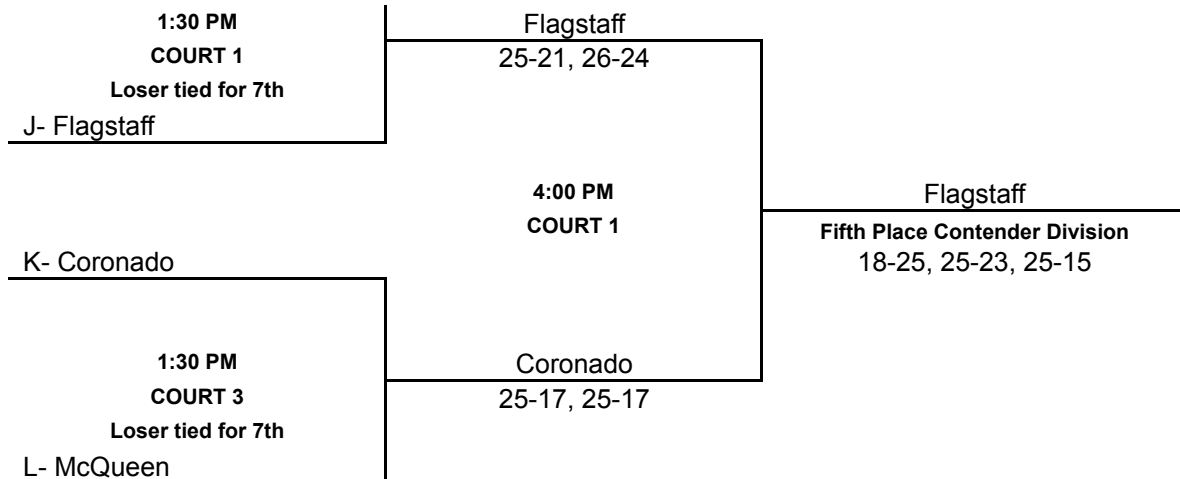 1:30 PM
COURT 1
Loser tied for 7th
J- Flagstaff
Flagstaff
25-21, 26-24
4:00 PM
COURT 1
Flagstaff
Fifth Place Contender Division
18-25, 25-23, 25-15
K- Coronado
1:30 PM
COURT 3
Loser tied for 7th
L- McQueen
Coronado
25-17, 25-17